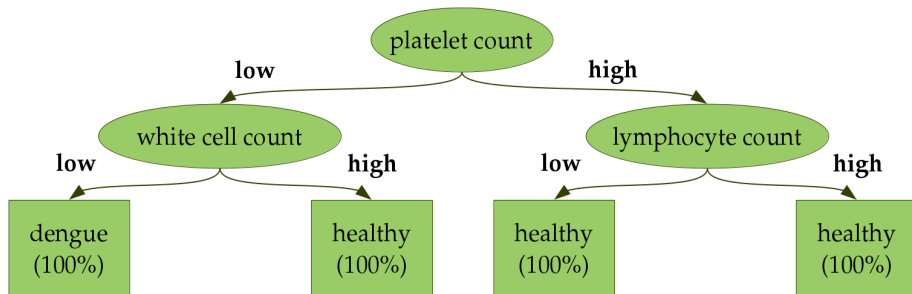 platelet count
low
high
white cell count
lymphocyte count
low
high
low
high
dengue
(100%)
healthy
(100%)
healthy
(100%)
healthy
(100%)